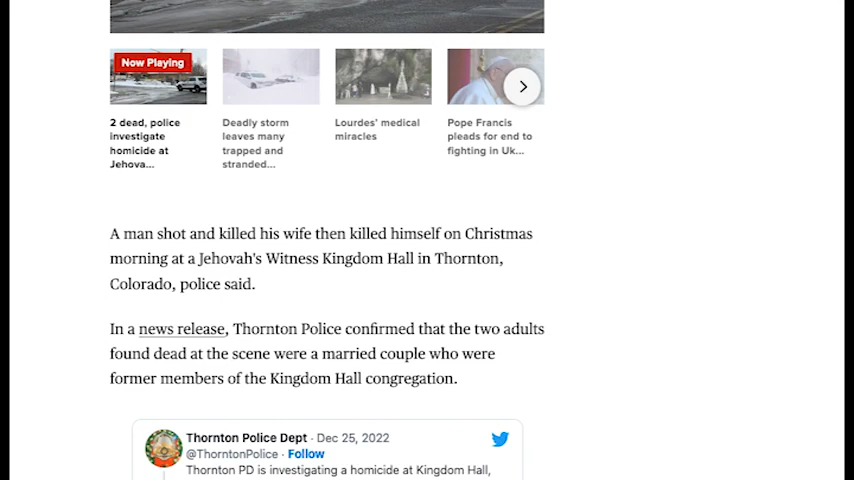 Now Playing
2 dead, police
investigate
homicide at
Jehova...
Deadly storm
leaves many
trapped and
stranded...
Lourdes' medical
miracles
Pope Francis
pleads for end to
fighting in Uk...
A man shot and killed his wife then killed himself on Christmas
morning at a Jehovah's Witness Kingdom Hall in Thornton,
Colorado, police said.
In a news release, Thornton Police confirmed that the two adults
found dead at the scene were a married couple who were
former members of the Kingdom Hall congregation.
Thornton Police Dept · Dec 25, 2022
@ThorntonPolice · Follow
Thornton PD is investigating a homicide at Kingdom Hall,